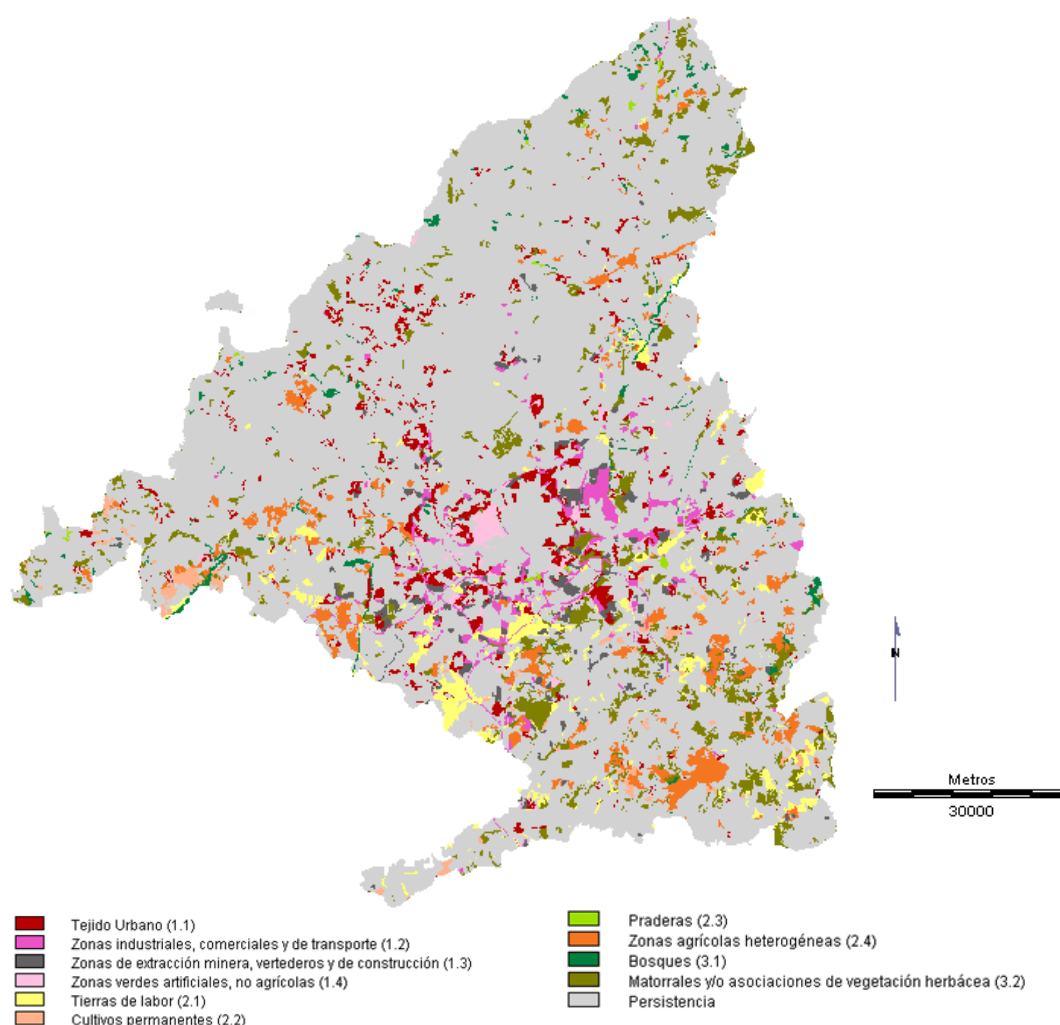 N
Metros
30000
Tejido Urbano (1.1)
Zonas industriales, comerciales y de transporte (1.2)
Zonas de extracción minera, vertederos y de construcción (1.3)
Zonas verdes artificiales, no agrícolas (1.4)
Tierras de labor (2.1)
Cultivos permanentes (2.2)
Praderas (2.3)
Zonas agrícolas heterogéneas (2.4)
Bosques (3.1)
Matorrales y/o asociaciones de vegetación herbácea (3.2)
Persistencia